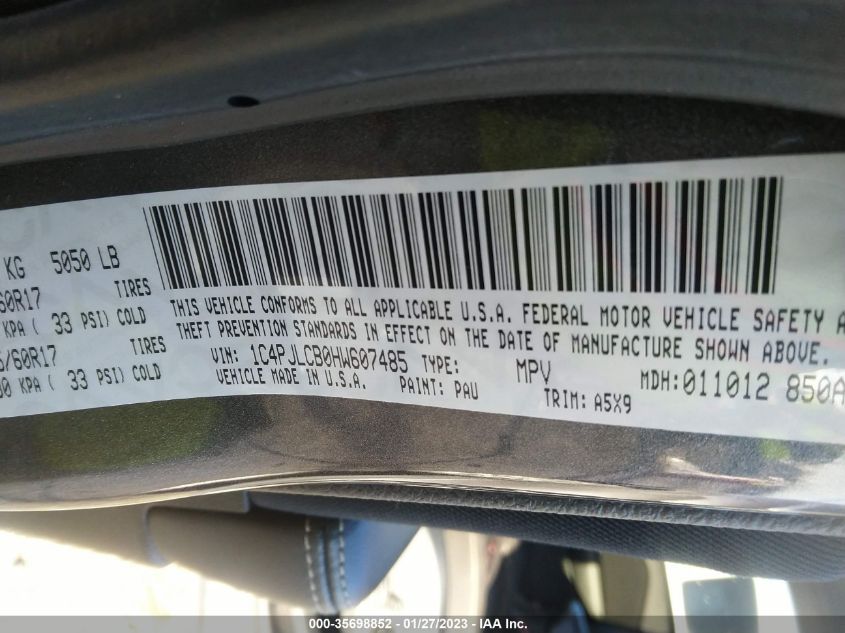 KG 5050 LB
60R17 TIRES
KPA ( 33 PSI) COLD
/60R17 TIRES
KPA ( 33 PSI) COLD
THIS VEHICLE CONFORMS TO ALL APPLICABLE U.S.A. FEDERAL MOTOR VEHICLE SAFETY A
THEFT PREVENTION STANDARDS IN EFFECT ON THE DATE OF MANUFACTURE SHOWN ABOVE.
VIN: 1C4PJLCB0HW607485 TYPE: MPV MDH:011012 850A
VEHICLE MADE IN U.S.A. PAINT: PAU TRIM: A5X9
000-35698852 - 01/27/2023 - IAA Inc.